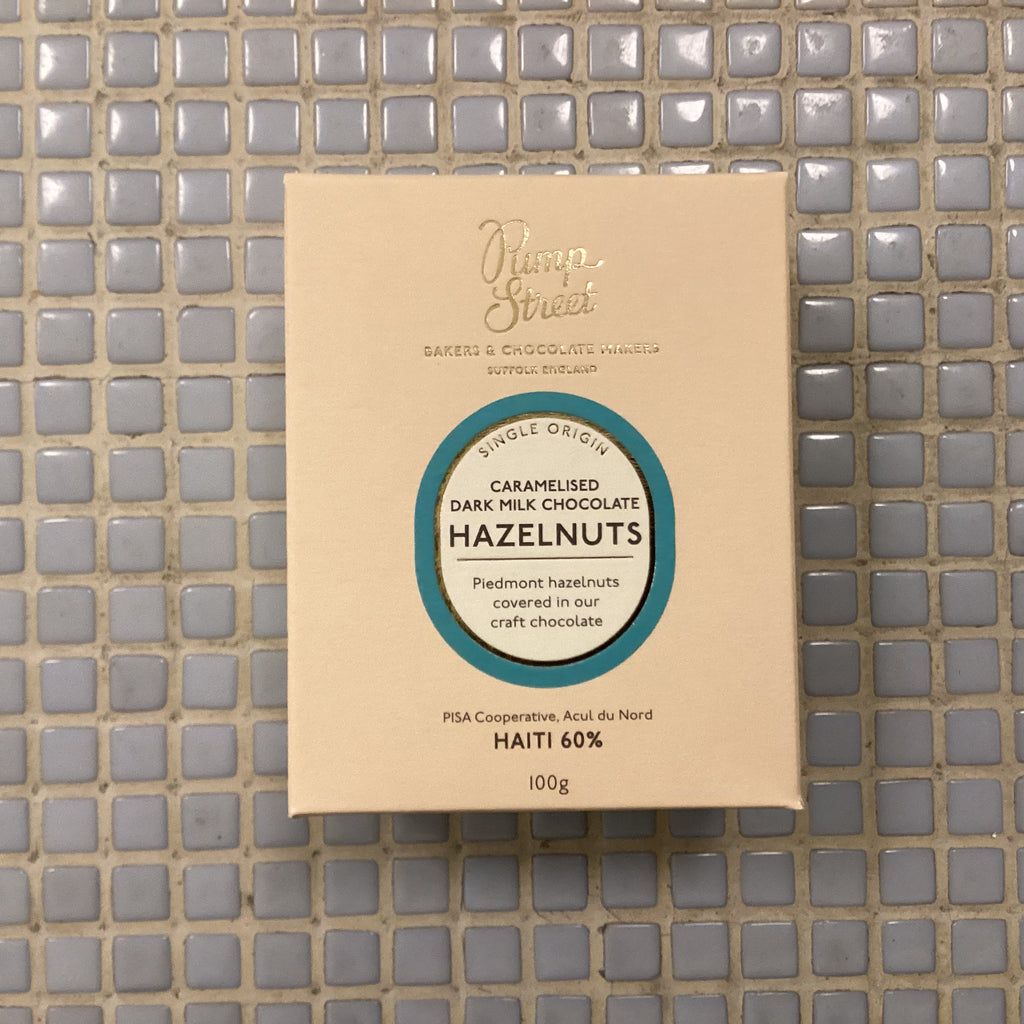 Pump
Street
BAKERS & CHOCOLATE MAKERS
SUFFOLK ENGLAND
SINGLE ORIGIN
CARAMELISED
DARK MILK CHOCOLATE
HAZELNUTS
Piedmont hazelnuts
covered in our
craft chocolate
PISA Cooperative, Acul du Nord
HAITI 60%
100g